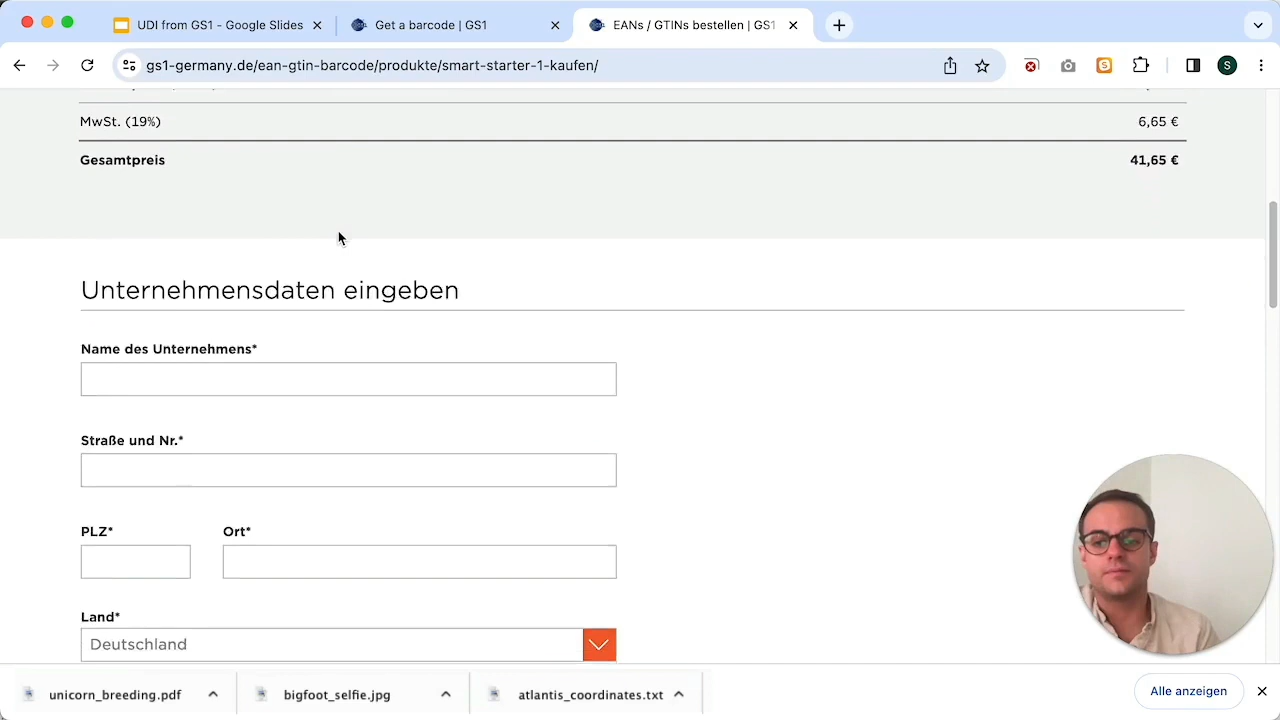 UDI from GS1 - Google Slides
Get a barcode | GS1
EANs / GTINs bestellen | GS1
gs1-germany.de/ean-gtin-barcode/produkte/smart-starter-1-kaufen/
S
S
MwSt. (19%) 6,65 €
Gesamtpreis 41,65 €
Unternehmensdaten eingeben
Name des Unternehmens*
Straße und Nr.*
PLZ* Ort*
Land*
Deutschland
unicorn_breeding.pdf bigfoot_selfie.jpg atlantis_coordinates.txt Alle anzeigen